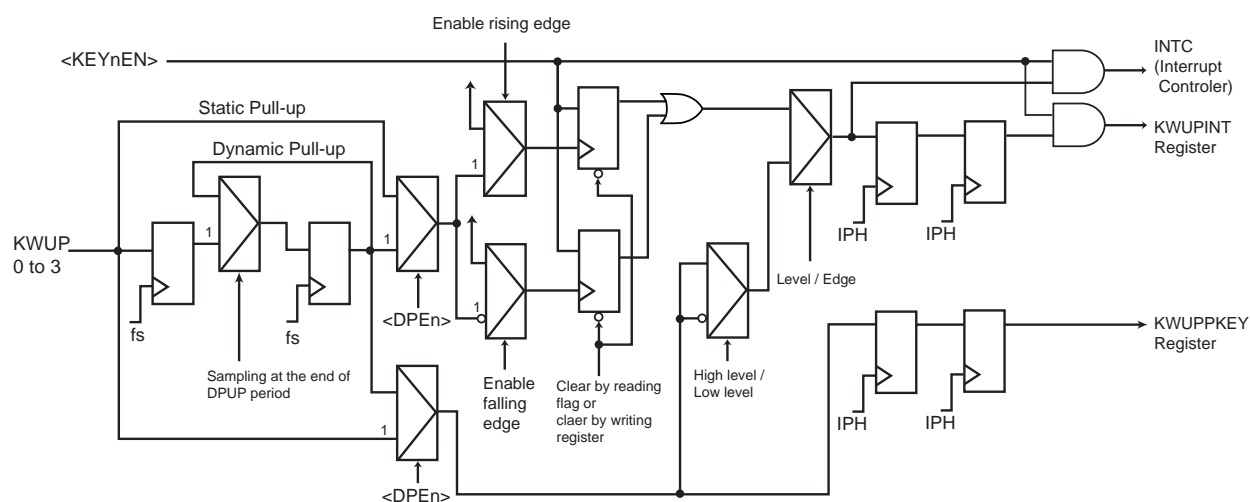 Enable rising edge
<KEYnEN>
INTC
(Interrupt
Controler)
Static Pull-up
KWUPINT
Register
Dynamic Pull-up
1
1
1
1
KWUP
0 to 3
IPH
IPH
Level / Edge
fs
fs
<DPEn>
KWUPPKEY
Register
Sampling at the end of
DPUP period
Enable
falling
edge
Clear by reading
flag or
claer by writing
register
High level /
Low level
1
IPH
IPH
<DPEn>